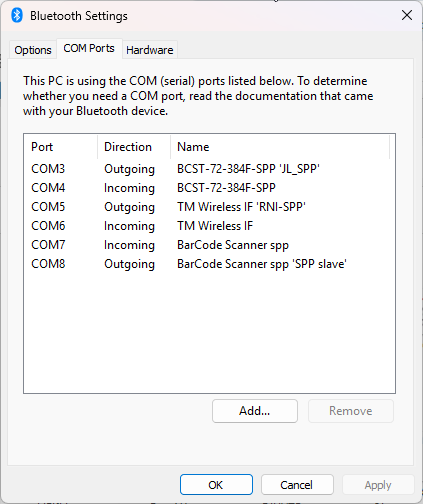 Bluetooth Settings
Options COM Ports Hardware
This PC is using the COM (serial) ports listed below. To determine
whether you need a COM port, read the documentation that came
with your Bluetooth device.
Port Direction Name
COM3 Outgoing BCST-72-384F-SPP 'JL_SPP'
COM4 Incoming BCST-72-384F-SPP
COM5 Outgoing TM Wireless IF 'RNI-SPP'
COM6 Incoming TM Wireless IF
COM7 Incoming BarCode Scanner spp
COM8 Outgoing BarCode Scanner spp 'SPP slave'
Add... Remove
OK Cancel Apply